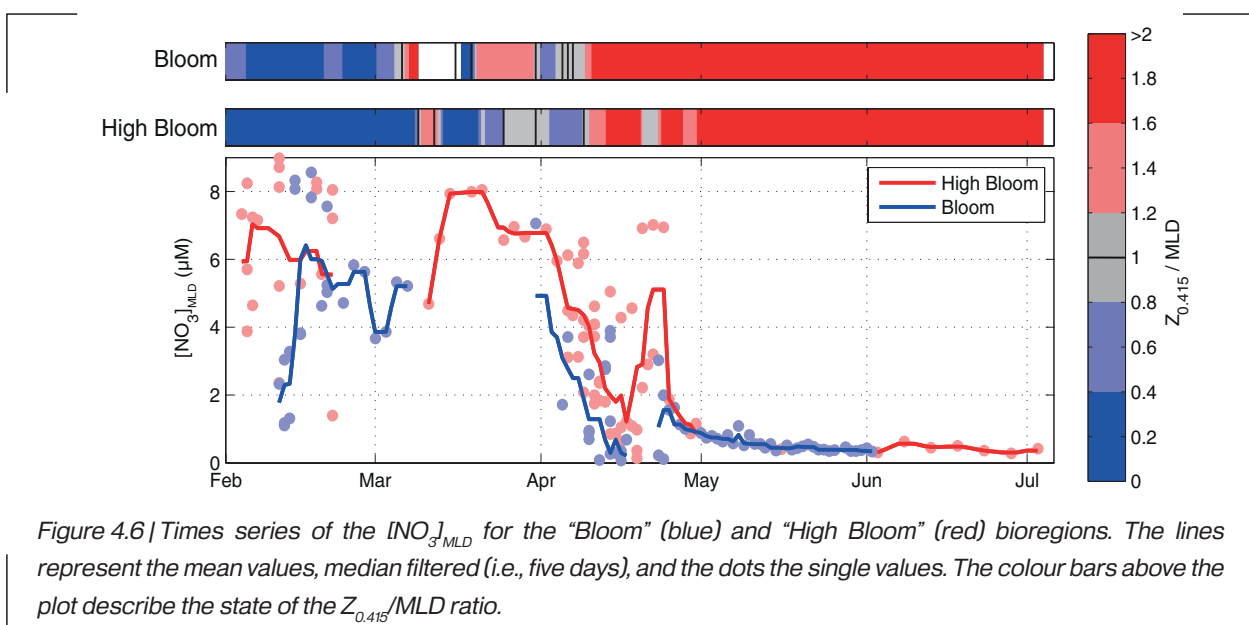 Bloom
High Bloom
High Bloom
Bloom
[NO3]MLD (μM)
8
6
4
2
0
Feb
Mar
Apr
May
Jun
Jul
>2
1.8
1.6
1.4
1.2
1
0.8
0.6
0.4
0.2
0
Z0.415 / MLD
Figure 4.6 | Times series of the [NO3]MLD for the “Bloom” (blue) and “High Bloom” (red) bioregions. The lines
represent the mean values, median filtered (i.e., five days), and the dots the single values. The colour bars above the
plot describe the state of the Z0.415/MLD ratio.